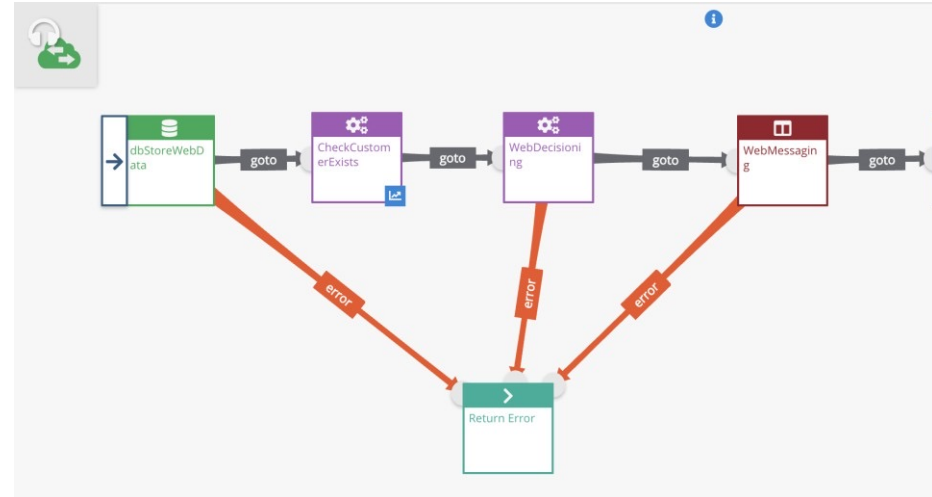 dbStoreWebD
ata
goto
CheckCustom
erExists
goto
WebDecisioni
ng
goto
WebMessagin
g
goto
error
error
error
Return Error